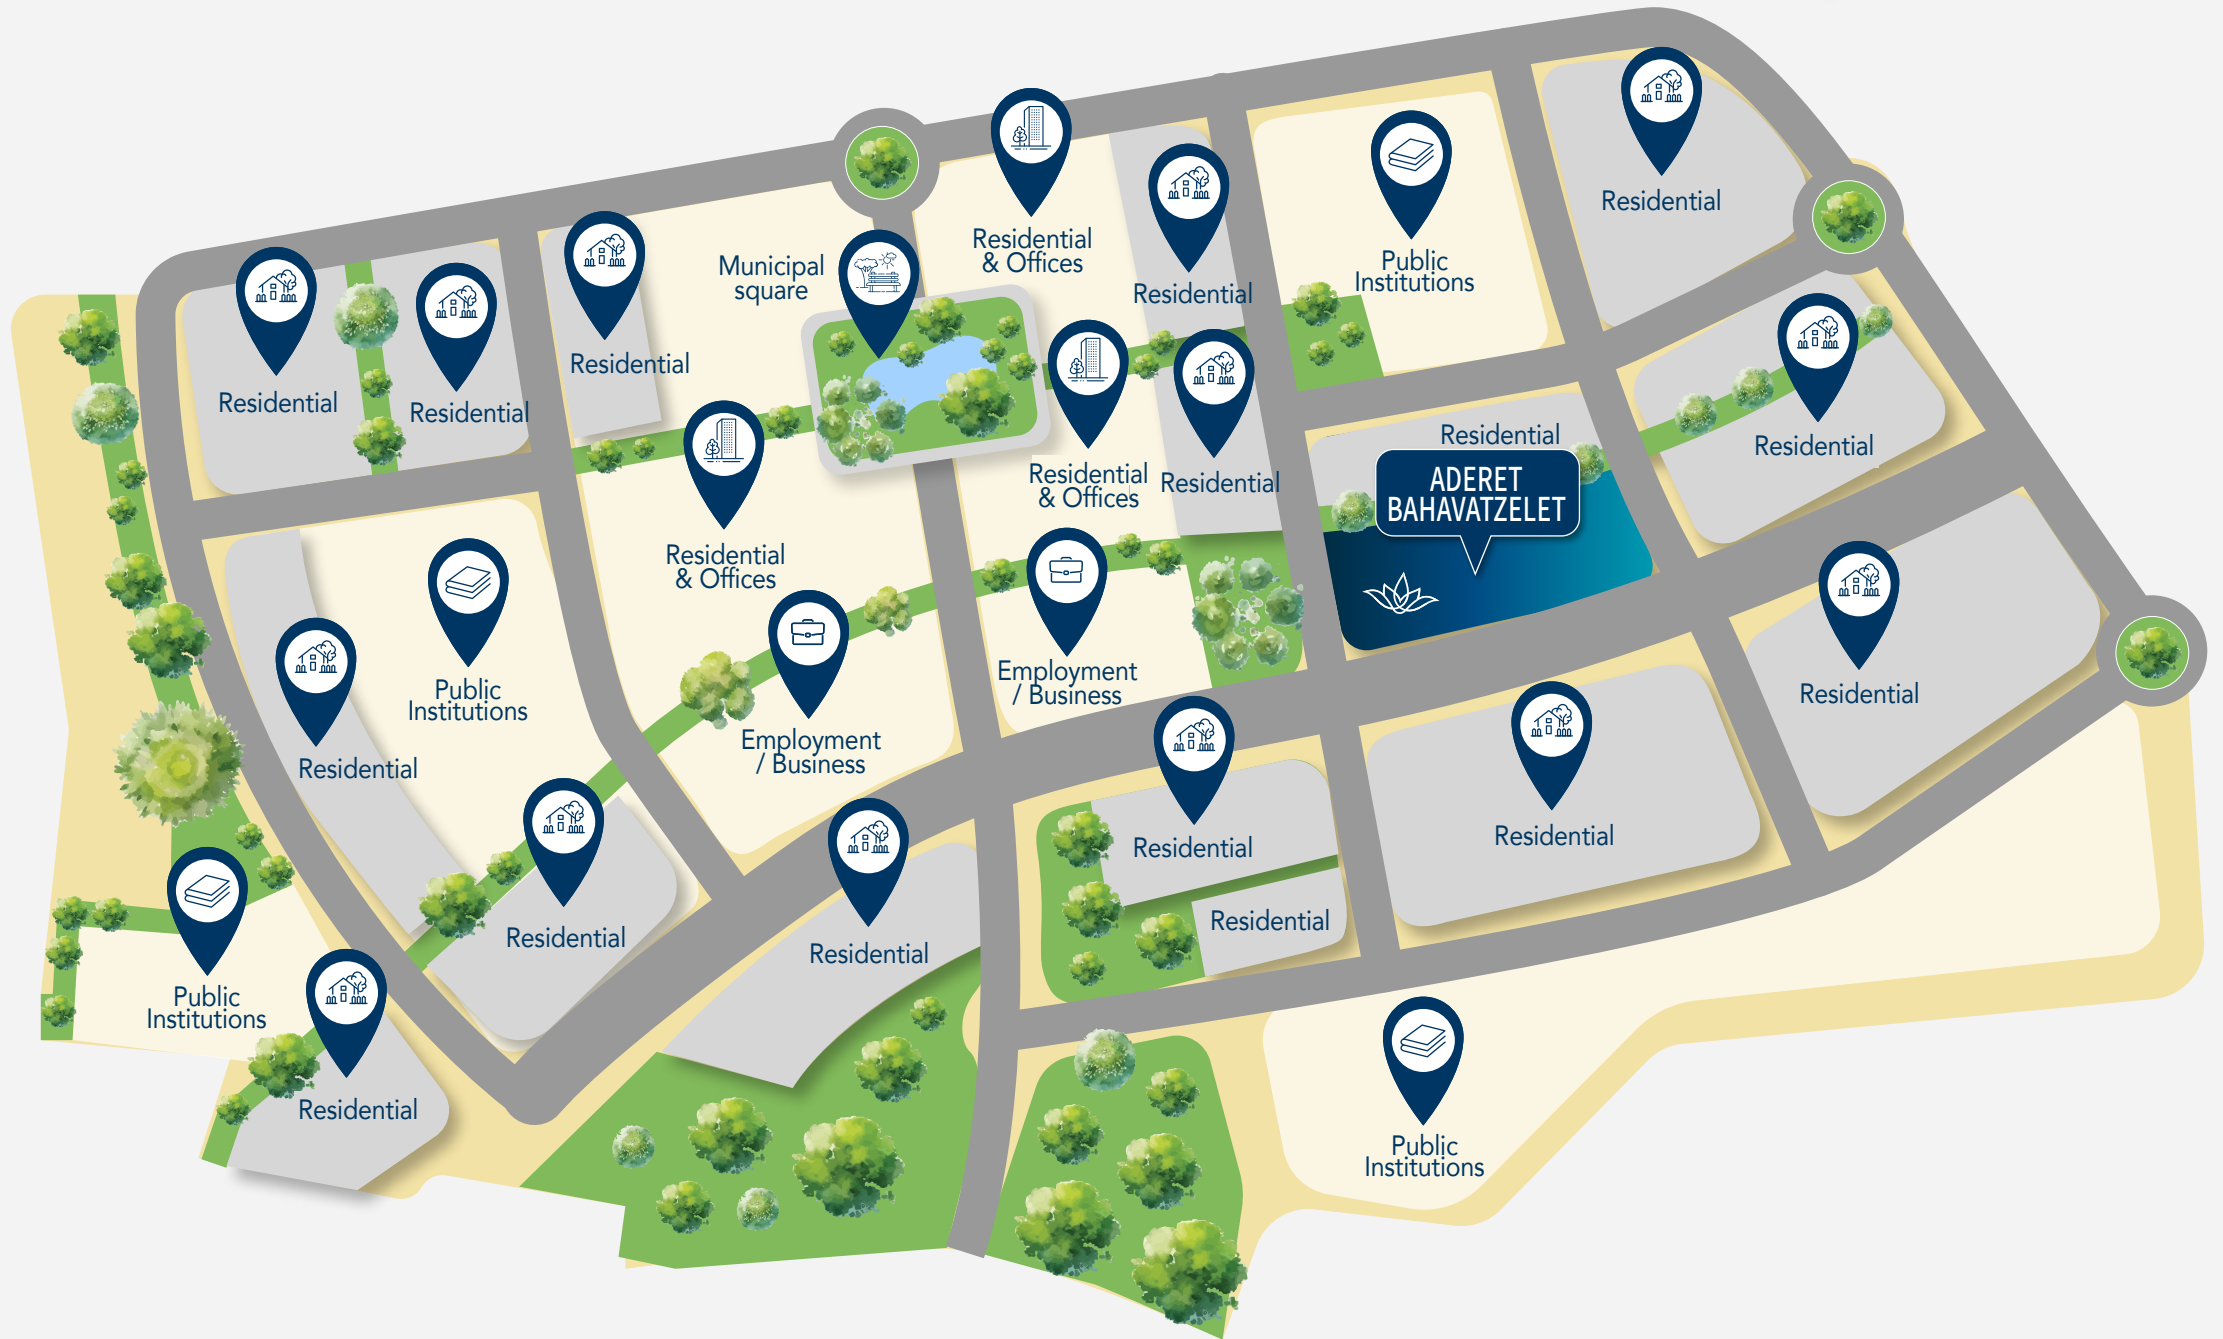 Residential
Residential
& Offices
Municipal
square
Public
Institutions
Residential
Residential
Residential
Residential
Residential
Residential
Residential
ADERET
BAHAVATZELET
Residential
Residential
& Offices
Residential
Residential
& Offices
Employment
/ Business
Public
Institutions
Residential
Employment
/ Business
Residential
Residential
Residential
Residential
Residential
Residential
Residential
Public
Institutions
Residential
Public
Institutions